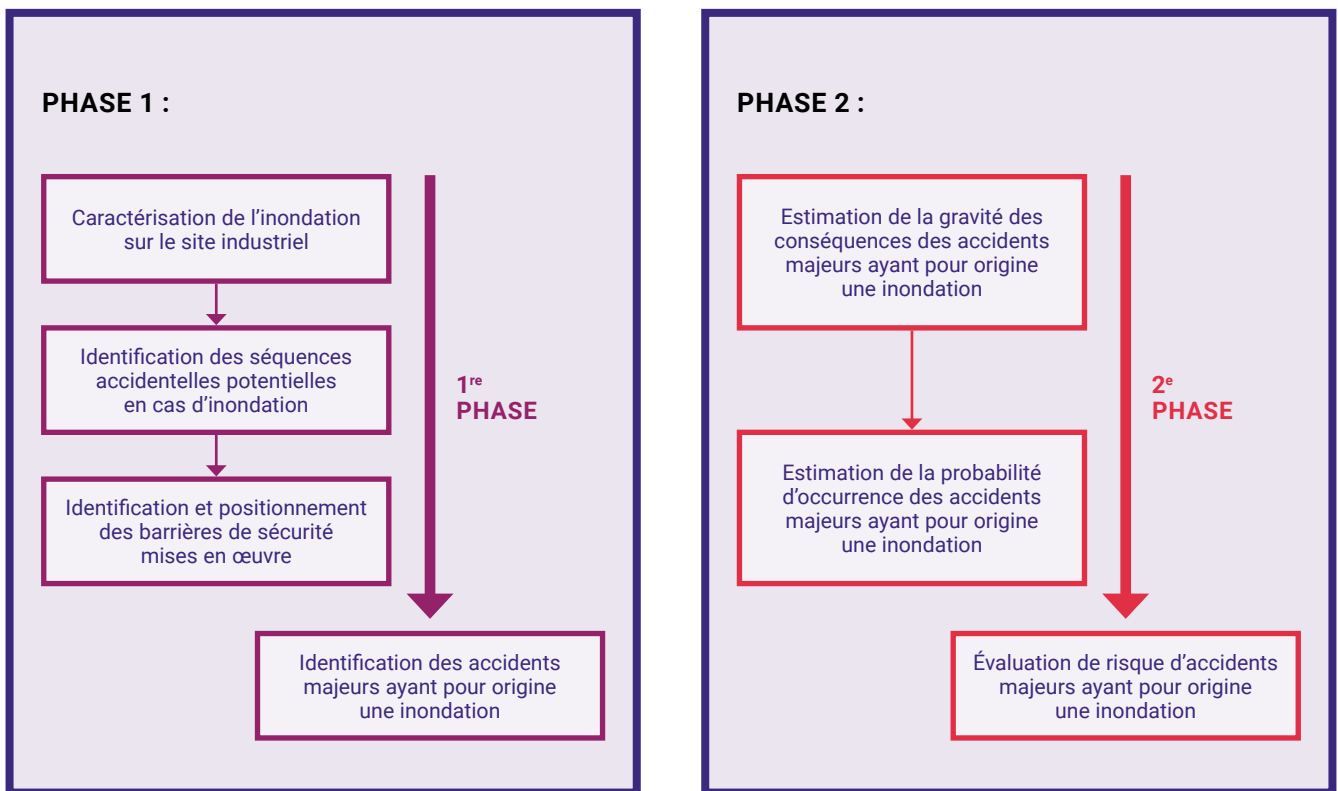 PHASE 1 :
Caractérisation de l'inondation
sur le site industriel
Identification des séquences
accidentelles potentielles
en cas d'inondation
Identification et positionnement
des barrières de sécurité
mises en œuvre
1re
PHASE
Identification des accidents
majeurs ayant pour origine
une inondation
PHASE 2 :
Estimation de la gravité des
conséquences des accidents
majeurs ayant pour origine
une inondation
Estimation de la probabilité
d'occurrence des accidents
majeurs ayant pour origine
une inondation
2e
PHASE
Évaluation de risque d'accidents
majeurs ayant pour origine
une inondation